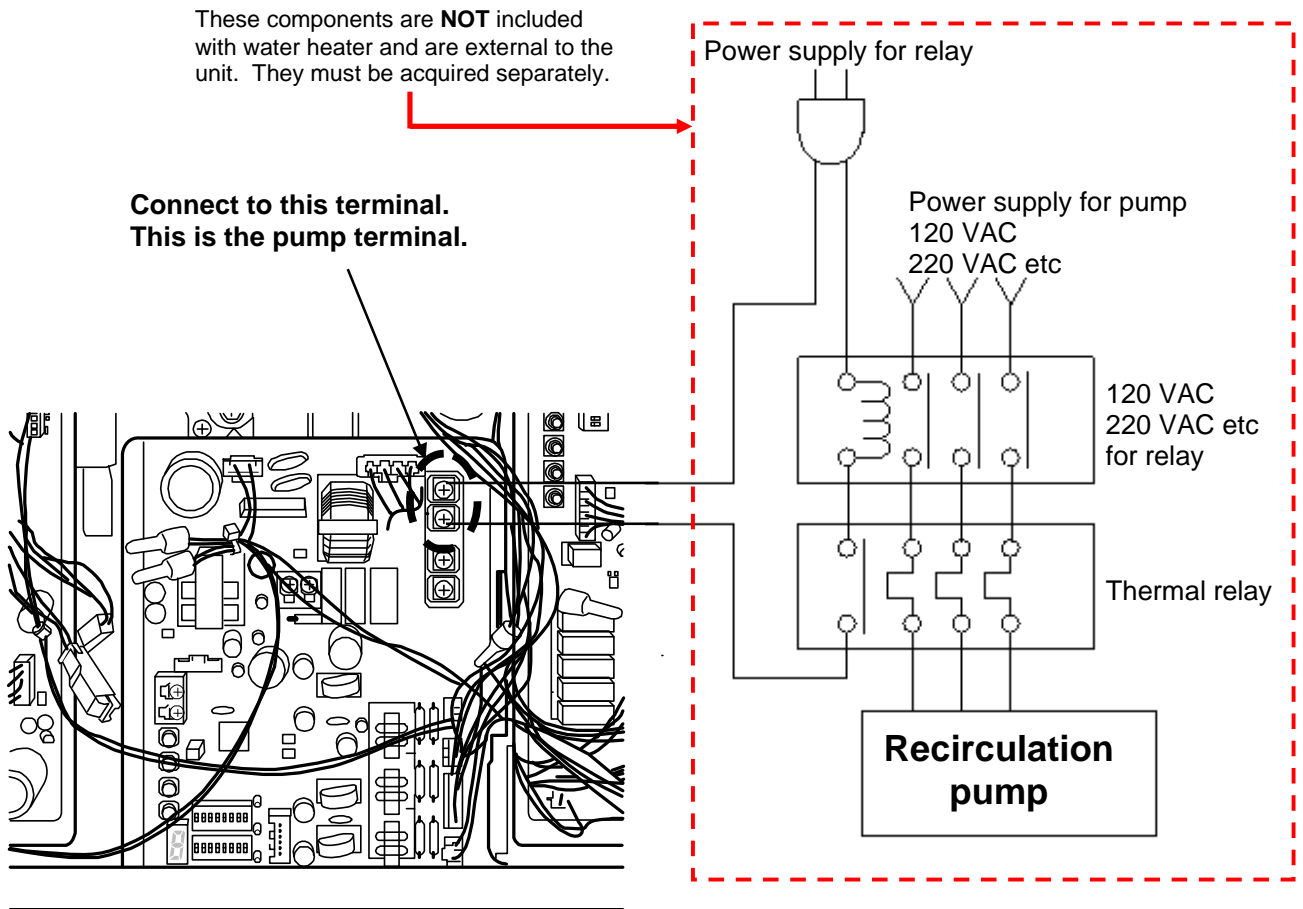 These components are NOT included
with water heater and are external to the
unit. They must be acquired separately.
Power supply for relay
Connect to this terminal.
This is the pump terminal.
Power supply for pump
120 VAC
220 VAC etc
120 VAC
220 VAC etc
for relay
Thermal relay
Recirculation
pump